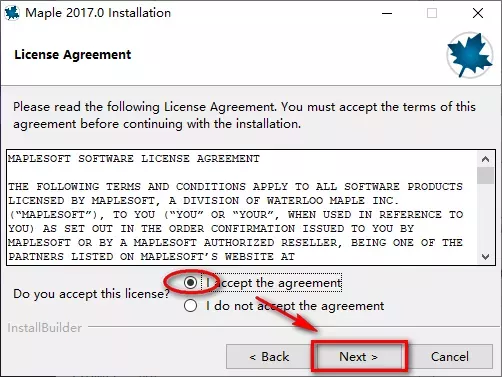 Maple 2017.0 Installation
License Agreement
Please read the following License Agreement. You must accept the terms of this
agreement before continuing with the installation.
MAPLESOFT SOFTWARE LICENSE AGREEMENT
THE FOLLOWING TERMS AND CONDITIONS APPLY TO ALL SOFTWARE PRODUCTS
LICENSED BY MAPLESOFT, A DIVISION OF WATERLOO MAPLE INC.
(“MAPLESOFT”), TO YOU (“YOU” OR “YOUR”, WHEN USED IN REFERENCE TO
YOU) AS SET OUT IN THE ORDER CONFIRMATION ISSUED TO YOU BY
MAPLESOFT OR BY A MAPLESOFT AUTHORIZED RESELLER, BEING ONE OF THE
PARTNERS LISTED ON MAPLESOFT’S WEBSITE AT
Do you accept this license?
I accept the agreement
I do not accept the agreement
InstallBuilder
< Back
Next >
Cancel